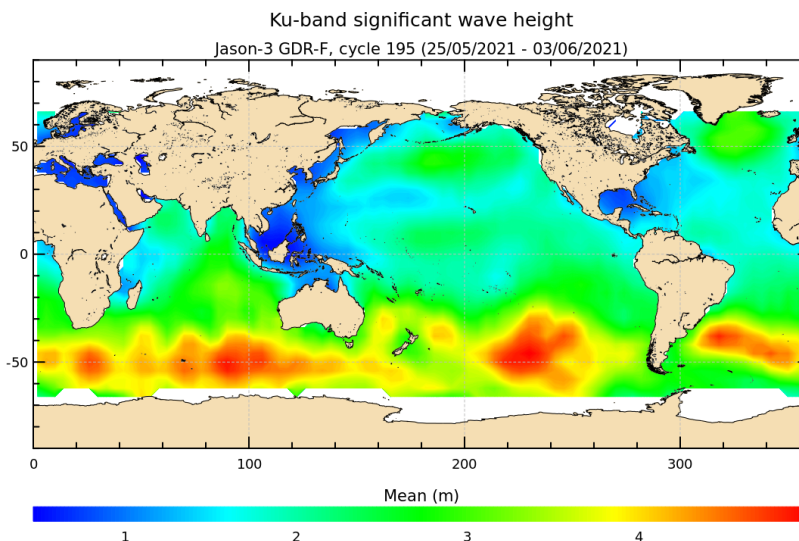 Ku-band significant wave height
Jason-3 GDR-F, cycle 195 (25/05/2021 - 03/06/2021)
50
0
-50
0 100 200 300
Mean (m)
1 2 3 4